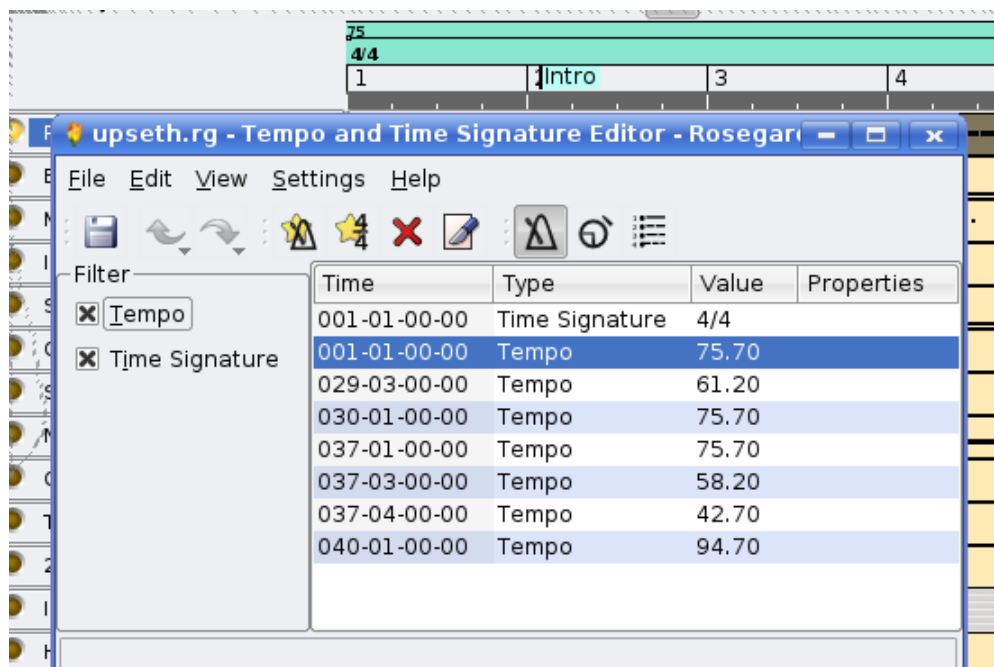 75
4/4
1 Intro 3 4
upseth.rg - Tempo and Time Signature Editor - Rosegar
File Edit View Settings Help
Filter
Tempo
Time Signature
Time Type Value Properties
001-01-00-00 Time Signature 4/4
001-01-00-00 Tempo 75.70
029-03-00-00 Tempo 61.20
030-01-00-00 Tempo 75.70
037-01-00-00 Tempo 75.70
037-03-00-00 Tempo 58.20
037-04-00-00 Tempo 42.70
040-01-00-00 Tempo 94.70